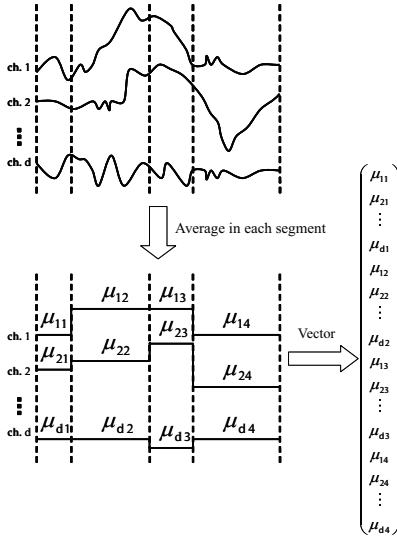 ch. 1
ch. 2
ch. d
Average in each segment
μ12 μ13
μ11 μ23 μ14
ch. 1
μ21 μ22
ch. 2
μ24
μd1 μd2 μd3 μd4
ch. d
Vector
μ11
μ21
⋮
μd1
μ12
μ22
⋮
μd2
μ13
μ23
⋮
μd3
μ14
μ24
⋮
μd4